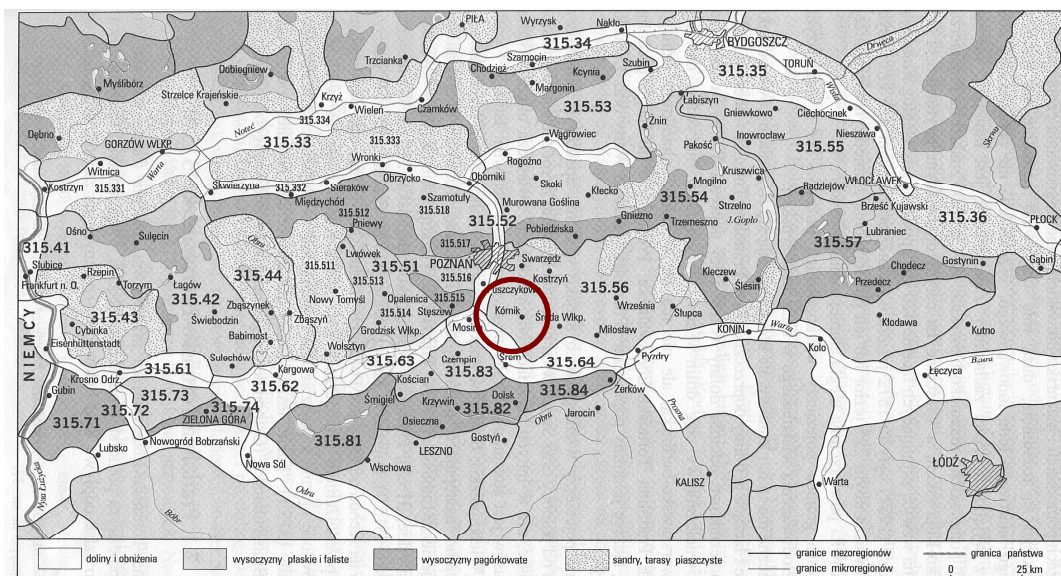 PIŁA
Wyrzysk
Nakło
315.34
BYDGOSZCZ
Drwęca
Trzcianka
Szamocin
Chodzież
Kcynia
Szubin
315.35
TORUŃ
Myślibórz
Dobiegniew
Margonin
Strzelce Krajeńskie
Krzyż
Wieleń
Czarnków
315.53
Łabiszyn
Gniewkowo
Ciechocinek
Wisła
315.334
Noteć
315.33
315.333
Żnin
Nieszawa
Skrwa
Dębno
GORZÓW WLKP.
Wągrowiec
Inowrocław
315.55
Pakość
Witnica
Warta
Wronki
Rogoźno
Kruszwica
Kostrzyn
315.331
Skwierzyna
315.332
Sieraków
Obrzycko
Oborniki
Skoki
Kłecko
Mogilno
315.54
Radziejów
WŁOCŁAWEK
Międzychód
Szamotuły
315.518
Murowana Goślina
Strzelno
Brześć Kujawski
315.36
Ośno
Sulęcin
Obra
315.512
Pniewy
315.52
Gniezno
Trzemeszno
J.Gopło
Lubraniec
PŁOCK
315.41
Lwówek
315.517
Pobiedziska
315.57
Słubice
Rzepin
315.44
315.511
315.51
POZNAŃ
Swarzędz
Gostynin
Gąbin
Frankfurt n. O.
Torzym
Łagów
315.513
315.516
Kostrzyń
Kleczew
Ślesin
Chodecz
315.42
Zbąszynek
Nowy Tomyśl
Opalenica
315.515
Puszczykowo
315.56
Przedecz
315.43
Świebodzin
Zbąszyń
315.514
Stęszew
Kórnik
Września
Słupca
Cybinka
Babimost
Grodzisk Wlkp.
Mosina
Środa Wlkp.
Kłodawa
Kutno
Eisenhüttenstadt
Wolsztyn
Miłosław
KONIN
Warta
NIEMCY
Sulechów
315.63
Czempin
Śrem
315.64
Pyzdry
Koło
Krosno Odrz.
315.61
Kargowa
315.62
Kościan
315.83
Bzura
Gubin
315.73
Śmigiel
Dolsk
315.84
Żerków
Łęczyca
315.72
315.74
Krzywin
315.82
Obra
Jarocin
Prosna
315.71
ZIELONA GÓRA
Osieczna
Nowogród Bobrzański
315.81
LESZNO
Gostyń
Lubsko
Nowa Sól
Wschowa
ŁÓDŹ
Nysa Łużycka
Odra
KALISZ
Warta
Bóbr
doliny i obniżenia
wysoczyzny płaskie i faliste
wysoczyzny pagórkowate
sandry, tarasy piaszczyste
granice mezoregionów
granica państwa
granice mikroregionów
0 25 km